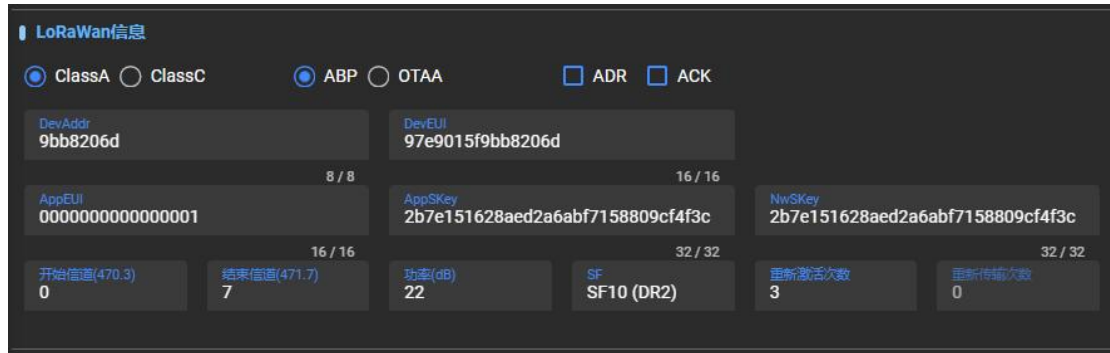 LoRaWan信息
ClassA ClassC ABP OTAA ADR ACK
DevAddr DevEUI
9bb8206d 97e9015f9bb8206d
8 / 8 16 / 16
AppEUI AppSKey NwSKey
0000000000000001 2b7e151628aed2a6abf7158809cf4f3c 2b7e151628aed2a6abf7158809cf4f3c
16 / 16 32 / 32 32 / 32
开始信道(470.3) 结束信道(471.7) 功率(dB) SF 重新激活次数 重新传输次数
0 7 22 SF10 (DR2) 3 0